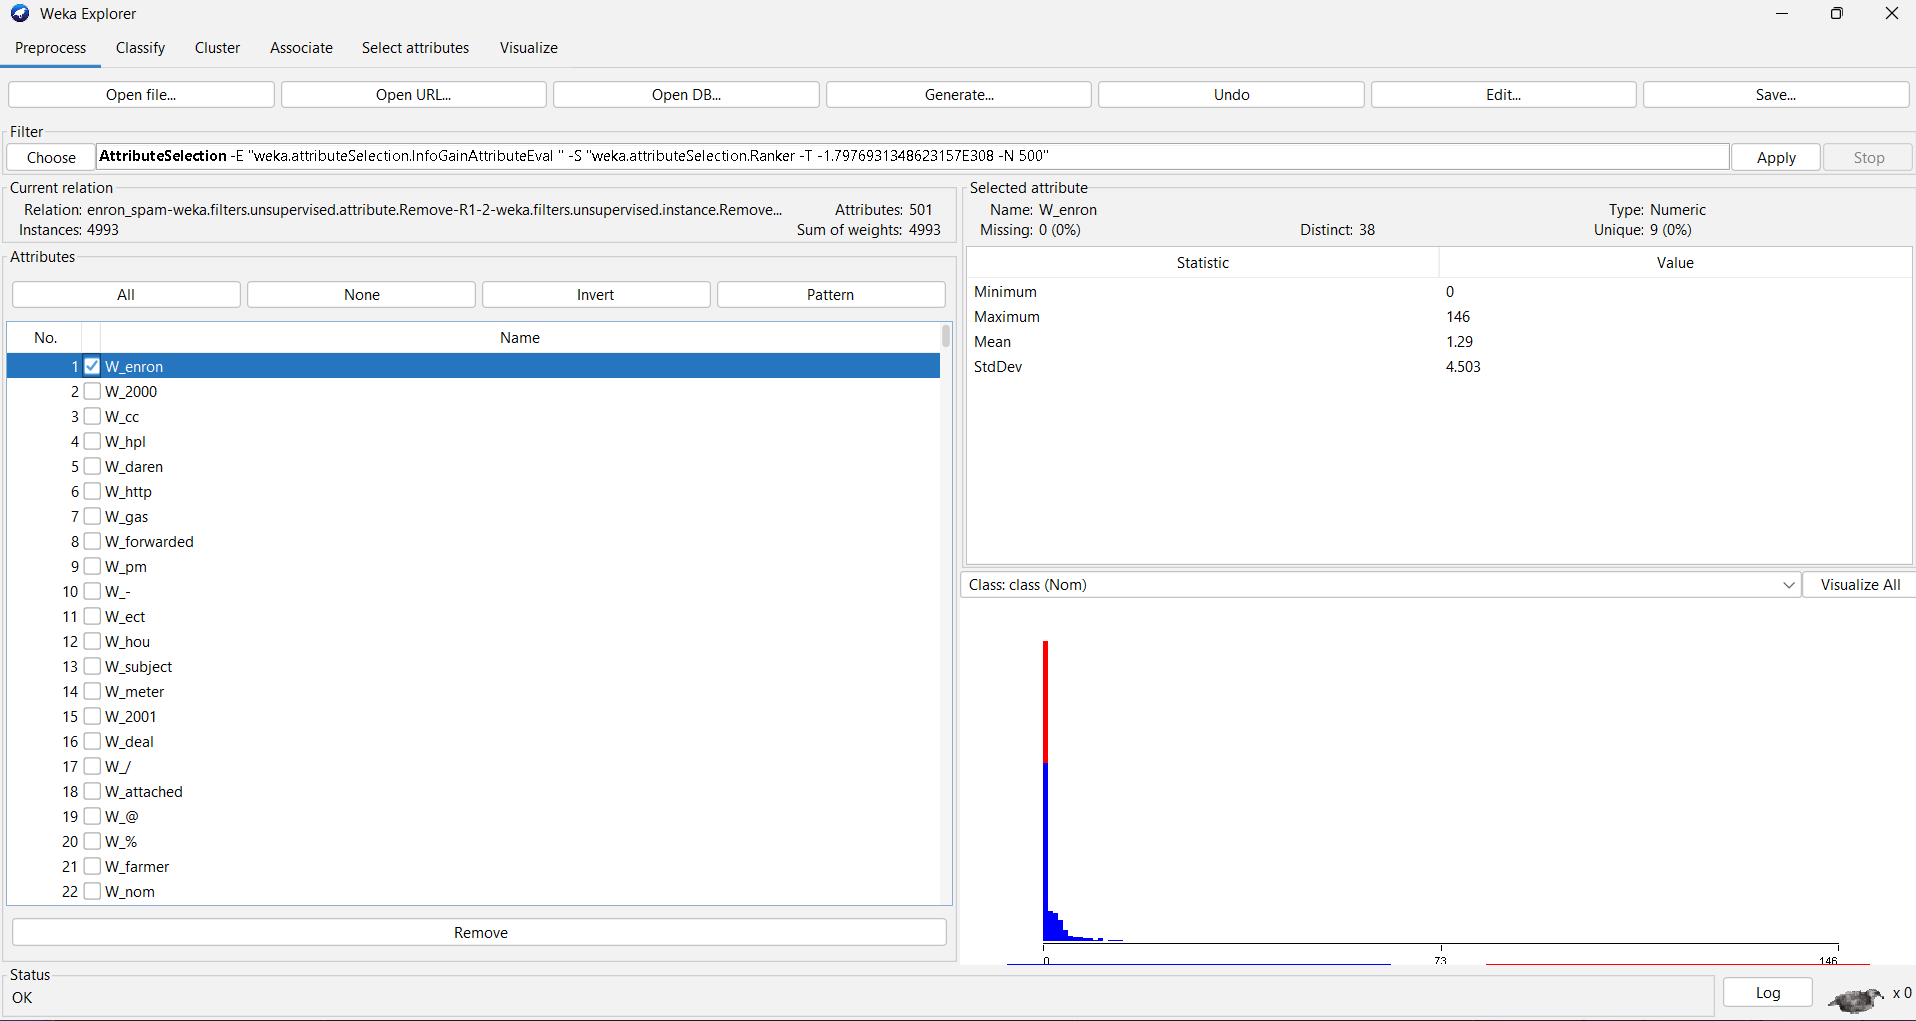 Weka Explorer
Preprocess Classify Cluster Associate Select attributes Visualize
Open file... Open URL... Open DB... Generate... Undo Edit... Save...
Filter
Choose AttributeSelection -E "weka.attributeSelection.InfoGainAttributeEval " -S "weka.attributeSelection.Ranker -T -1.7976931348623157E308 -N 500" Apply Stop
Current relation
Relation: enron_spam-weka.filters.unsupervised.attribute.Remove-R1-2-weka.filters.unsupervised.instance.Remove... Attributes: 501
Instances: 4993 Sum of weights: 4993
Attributes
All None Invert Pattern
No. Name
1 W_enron
2 W_2000
3 W_cc
4 W_hpl
5 W_daren
6 W_http
7 W_gas
8 W_forwarded
9 W_pm
10 W_-
11 W_ect
12 W_hou
13 W_subject
14 W_meter
15 W_2001
16 W_deal
17 W_/
18 W_attached
19 W_@
20 W_%
21 W_farmer
22 W_nom
Remove
Selected attribute
Name: W_enron Type: Numeric
Missing: 0 (0%) Distinct: 38 Unique: 9 (0%)
Statistic Value
Minimum 0
Maximum 146
Mean 1.29
StdDev 4.503
Class: class (Nom) Visualize All
0 73 146
Status
OK
Log x 0